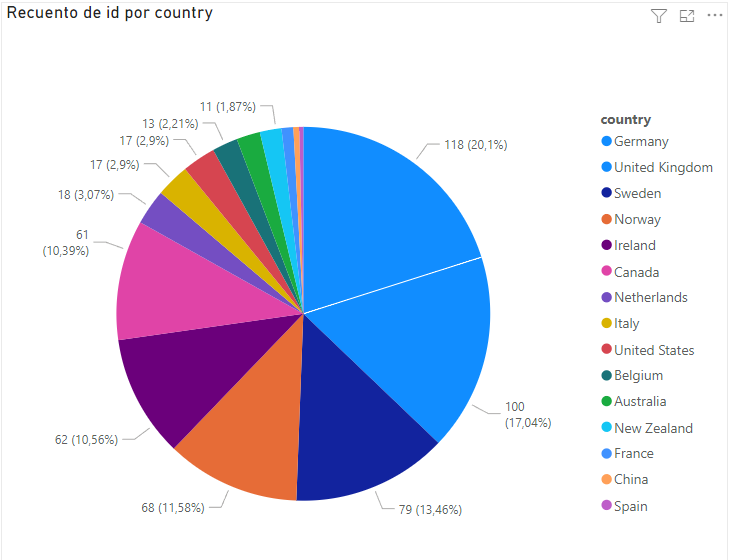 Recuento de id por country
11 (1,87%)
13 (2,21%)
17 (2,9%)
17 (2,9%)
18 (3,07%)
61
(10,39%)
62 (10,56%)
68 (11,58%)
79 (13,46%)
100
(17,04%)
118 (20,1%)
country
Germany
United Kingdom
Sweden
Norway
Ireland
Canada
Netherlands
Italy
United States
Belgium
Australia
New Zealand
France
China
Spain